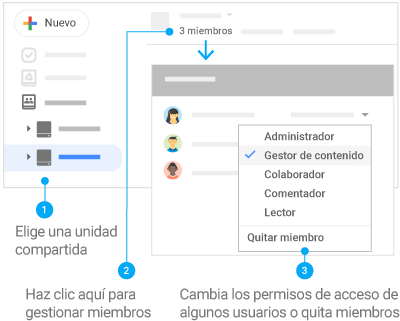 Nuevo
3 miembros
Administrador
Gestor de contenido
Colaborador
Comentador
Lector
Quitar miembro
1
Elige una unidad
compartida
2
Haz clic aquí para
gestionar miembros
3
Cambia los permisos de acceso de
algunos usuarios o quita miembros